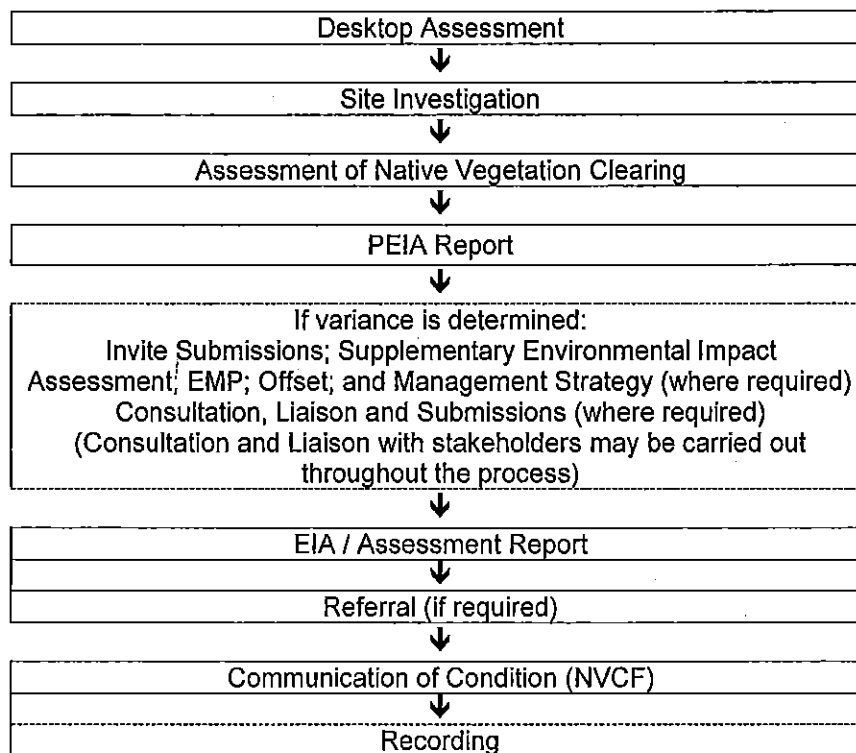 Desktop Assessment
Site Investigation
Assessment of Native Vegetation Clearing
PEIA Report
If variance is determined:
Invite Submissions; Supplementary Environmental Impact
Assessment; EMP; Offset; and Management Strategy (where required)
Consultation, Liaison and Submissions (where required)
(Consultation and Liaison with stakeholders may be carried out
throughout the process)
EIA / Assessment Report
Referral (if required)
Communication of Condition (NVCF)
Recording